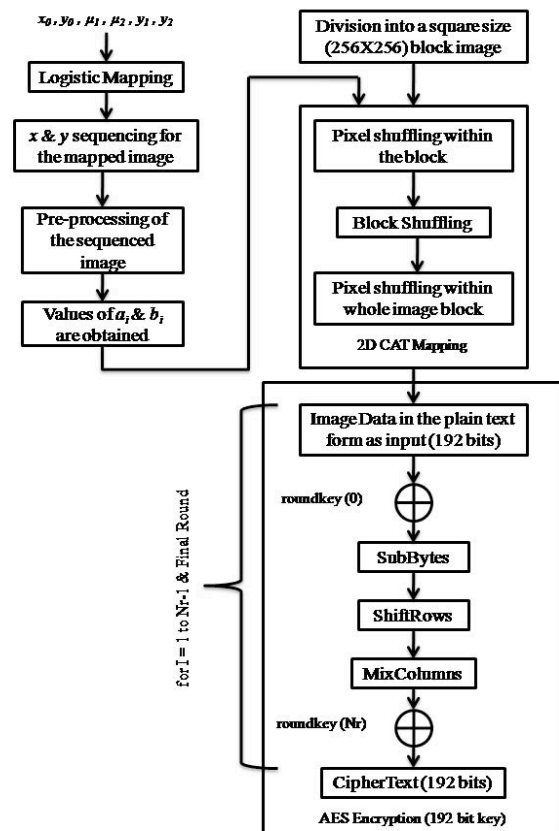 x₀, y₀, μ₁, μ₂, y₁, y₂
Logistic Mapping
x & y sequencing for
the mapped image
Pre-processing of
the sequenced
image
Values of aᵢ & bᵢ
are obtained
Division into a square size
(256X256) block image
Pixel shuffling within
the block
Block Shuffling
Pixel shuffling within
whole image block
2D CAT Mapping
Image Data in the plain text
form as input (192 bits)
roundkey (0)
SubBytes
ShiftRows
MixColumns
roundkey (Nr)
CipherText (192 bits)
AES Encryption (192 bit key)
for I = 1 to Nr-1 & Final Round